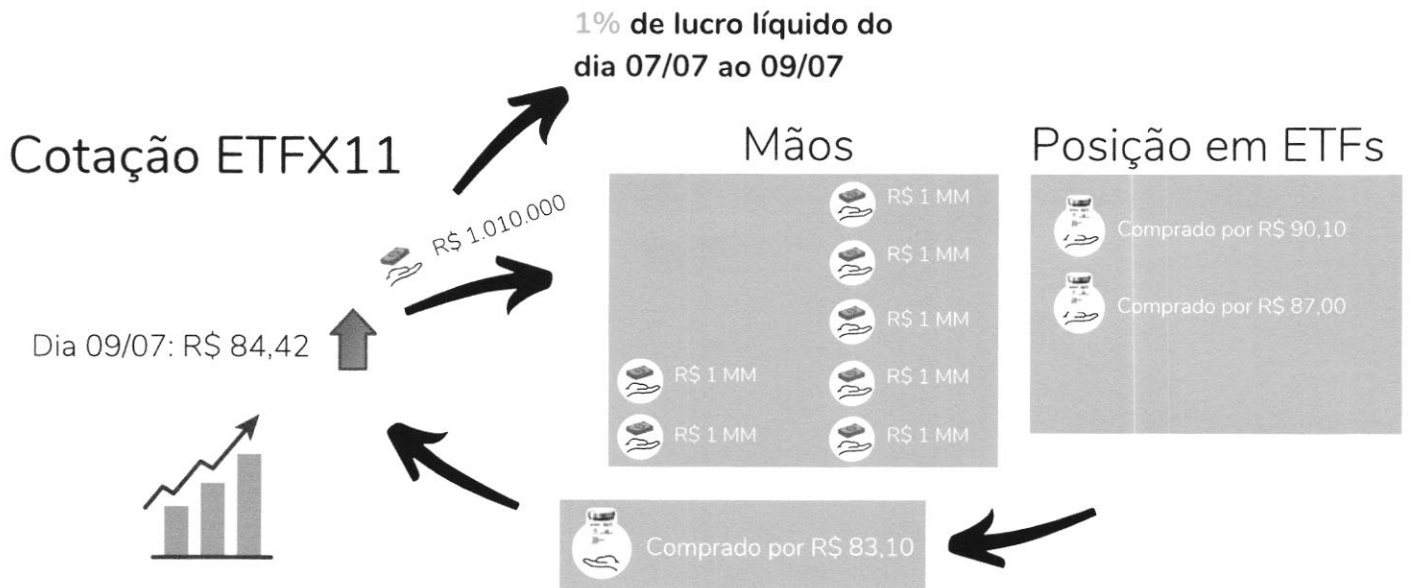 1% de lucro líquido do
dia 07/07 ao 09/07
Cotação ETFX11
Mãos
Posição em ETFs
R$ 1.010.000
R$ 1 MM
R$ 1 MM
R$ 1 MM
R$ 1 MM
R$ 1 MM
R$ 1 MM
R$ 1 MM
Comprado por R$ 90,10
Comprado por R$ 87,00
Dia 09/07: R$ 84,42
Comprado por R$ 83,10